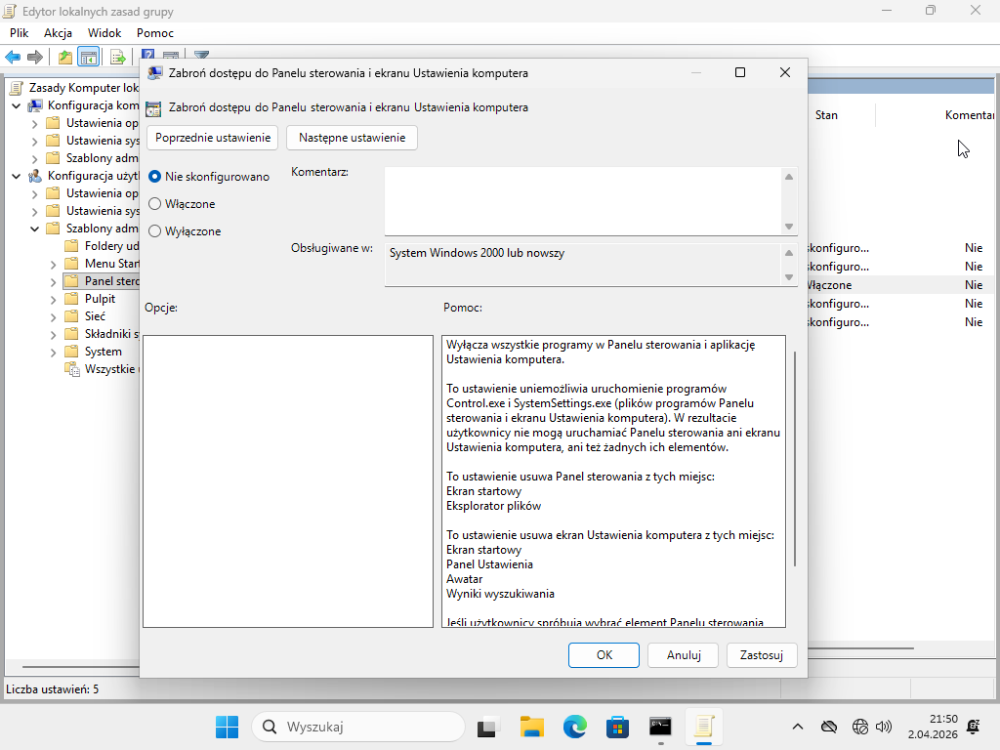 Edytor lokalnych zasad grupy
Plik Akcja Widok Pomoc
Zasady Komputer lok
Konfiguracja kom
Ustawienia op
Ustawienia sys
Szablony adm
Konfiguracja użyt
Ustawienia op
Ustawienia sys
Szablony adm
Foldery ud
Menu Start
Panel stero
Pulpit
Sieć
Składniki s
System
Wszystkie
Zabroń dostępu do Panelu sterowania i ekranu Ustawienia komputera
Zabroń dostępu do Panelu sterowania i ekranu Ustawienia komputera
Poprzednie ustawienie Następne ustawienie
Nie skonfigurowano
Włączone
Wyłączone
Komentarz:
Obsługiwane w:
System Windows 2000 lub nowszy
Opcje:
Pomoc:
Wyłącza wszystkie programy w Panelu sterowania i aplikację
Ustawienia komputera.
To ustawienie uniemożliwia uruchomienie programów
Control.exe i SystemSettings.exe (plików programów Panelu
sterowania i ekranu Ustawienia komputera). W rezultacie
użytkownicy nie mogą uruchamiać Panelu sterowania ani ekranu
Ustawienia komputera, ani też żadnych ich elementów.
To ustawienie usuwa Panel sterowania z tych miejsc:
Ekran startowy
Eksplorator plików
To ustawienie usuwa ekran Ustawienia komputera z tych miejsc:
Ekran startowy
Panel Ustawienia
Awatar
Wyniki wyszukiwania
Jeśli użytkownicy spróbują wybrać element Panelu sterowania
OK Anuluj Zastosuj
Stan Komentar
skonfiguro... Nie
skonfiguro... Nie
Włączone Nie
skonfiguro... Nie
skonfiguro... Nie
Liczba ustawień: 5
Wyszukaj
21:50
2.04.2026